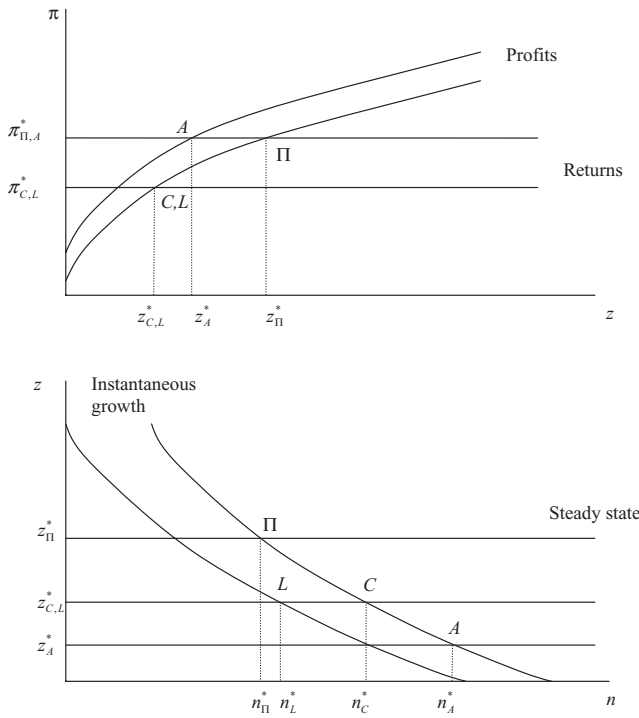 π
Profits
A
π*Π,A
Π
π*C,L
C,L
Returns
z*C,L z*A z*Π z
z
Instantaneous
growth
z*Π
Π
Steady state
z*C,L
L C
z*A
A
n*Π n*L n*C n*A n